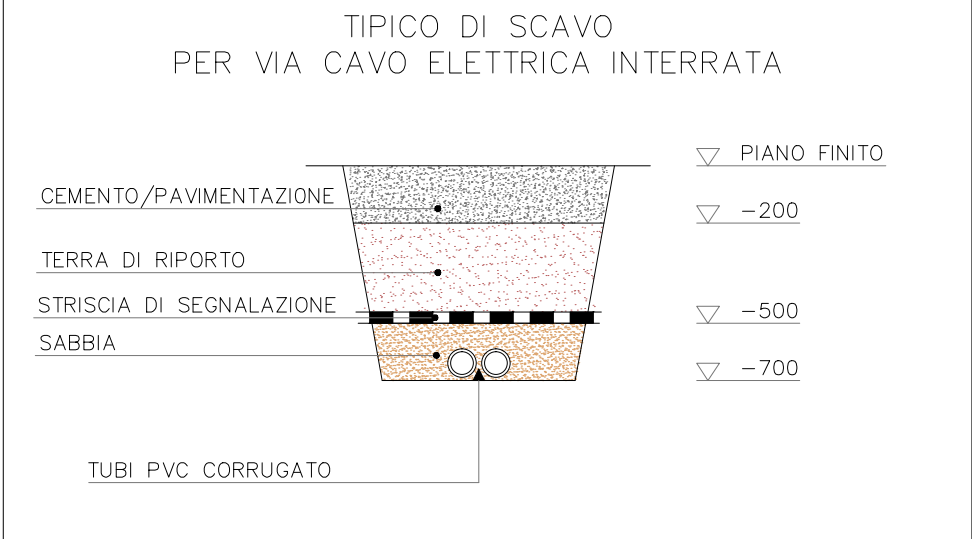 TIPICO DI SCAVO
PER VIA CAVO ELETTRICA INTERRATA
PIANO FINITO
CEMENTO/PAVIMENTAZIONE
-200
TERRA DI RIPORTO
STRISCIA DI SEGNALAZIONE
-500
SABBIA
-700
TUBI PVC CORRUGATO